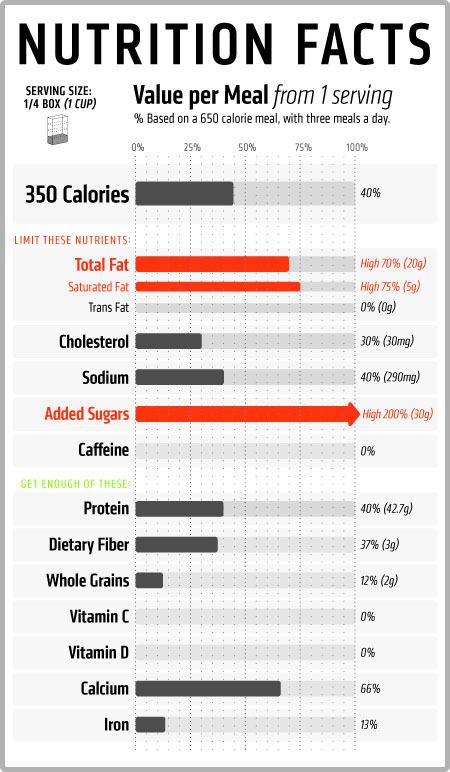 NUTRITION FACTS
SERVING SIZE:
1/4 BOX (1 CUP)
Value per Meal from 1 serving
% Based on a 650 calorie meal, with three meals a day.
0% 25% 50% 75% 100%
350 Calories 40%
LIMIT THESE NUTRIENTS:
Total Fat High 70% (20g)
Saturated Fat High 75% (5g)
Trans Fat 0% (0g)
Cholesterol 30% (30mg)
Sodium 40% (290mg)
Added Sugars High 200% (30g)
Caffeine 0%
GET ENOUGH OF THESE:
Protein 40% (42.7g)
Dietary Fiber 37% (3g)
Whole Grains 12% (2g)
Vitamin C 0%
Vitamin D 0%
Calcium 66%
Iron 13%